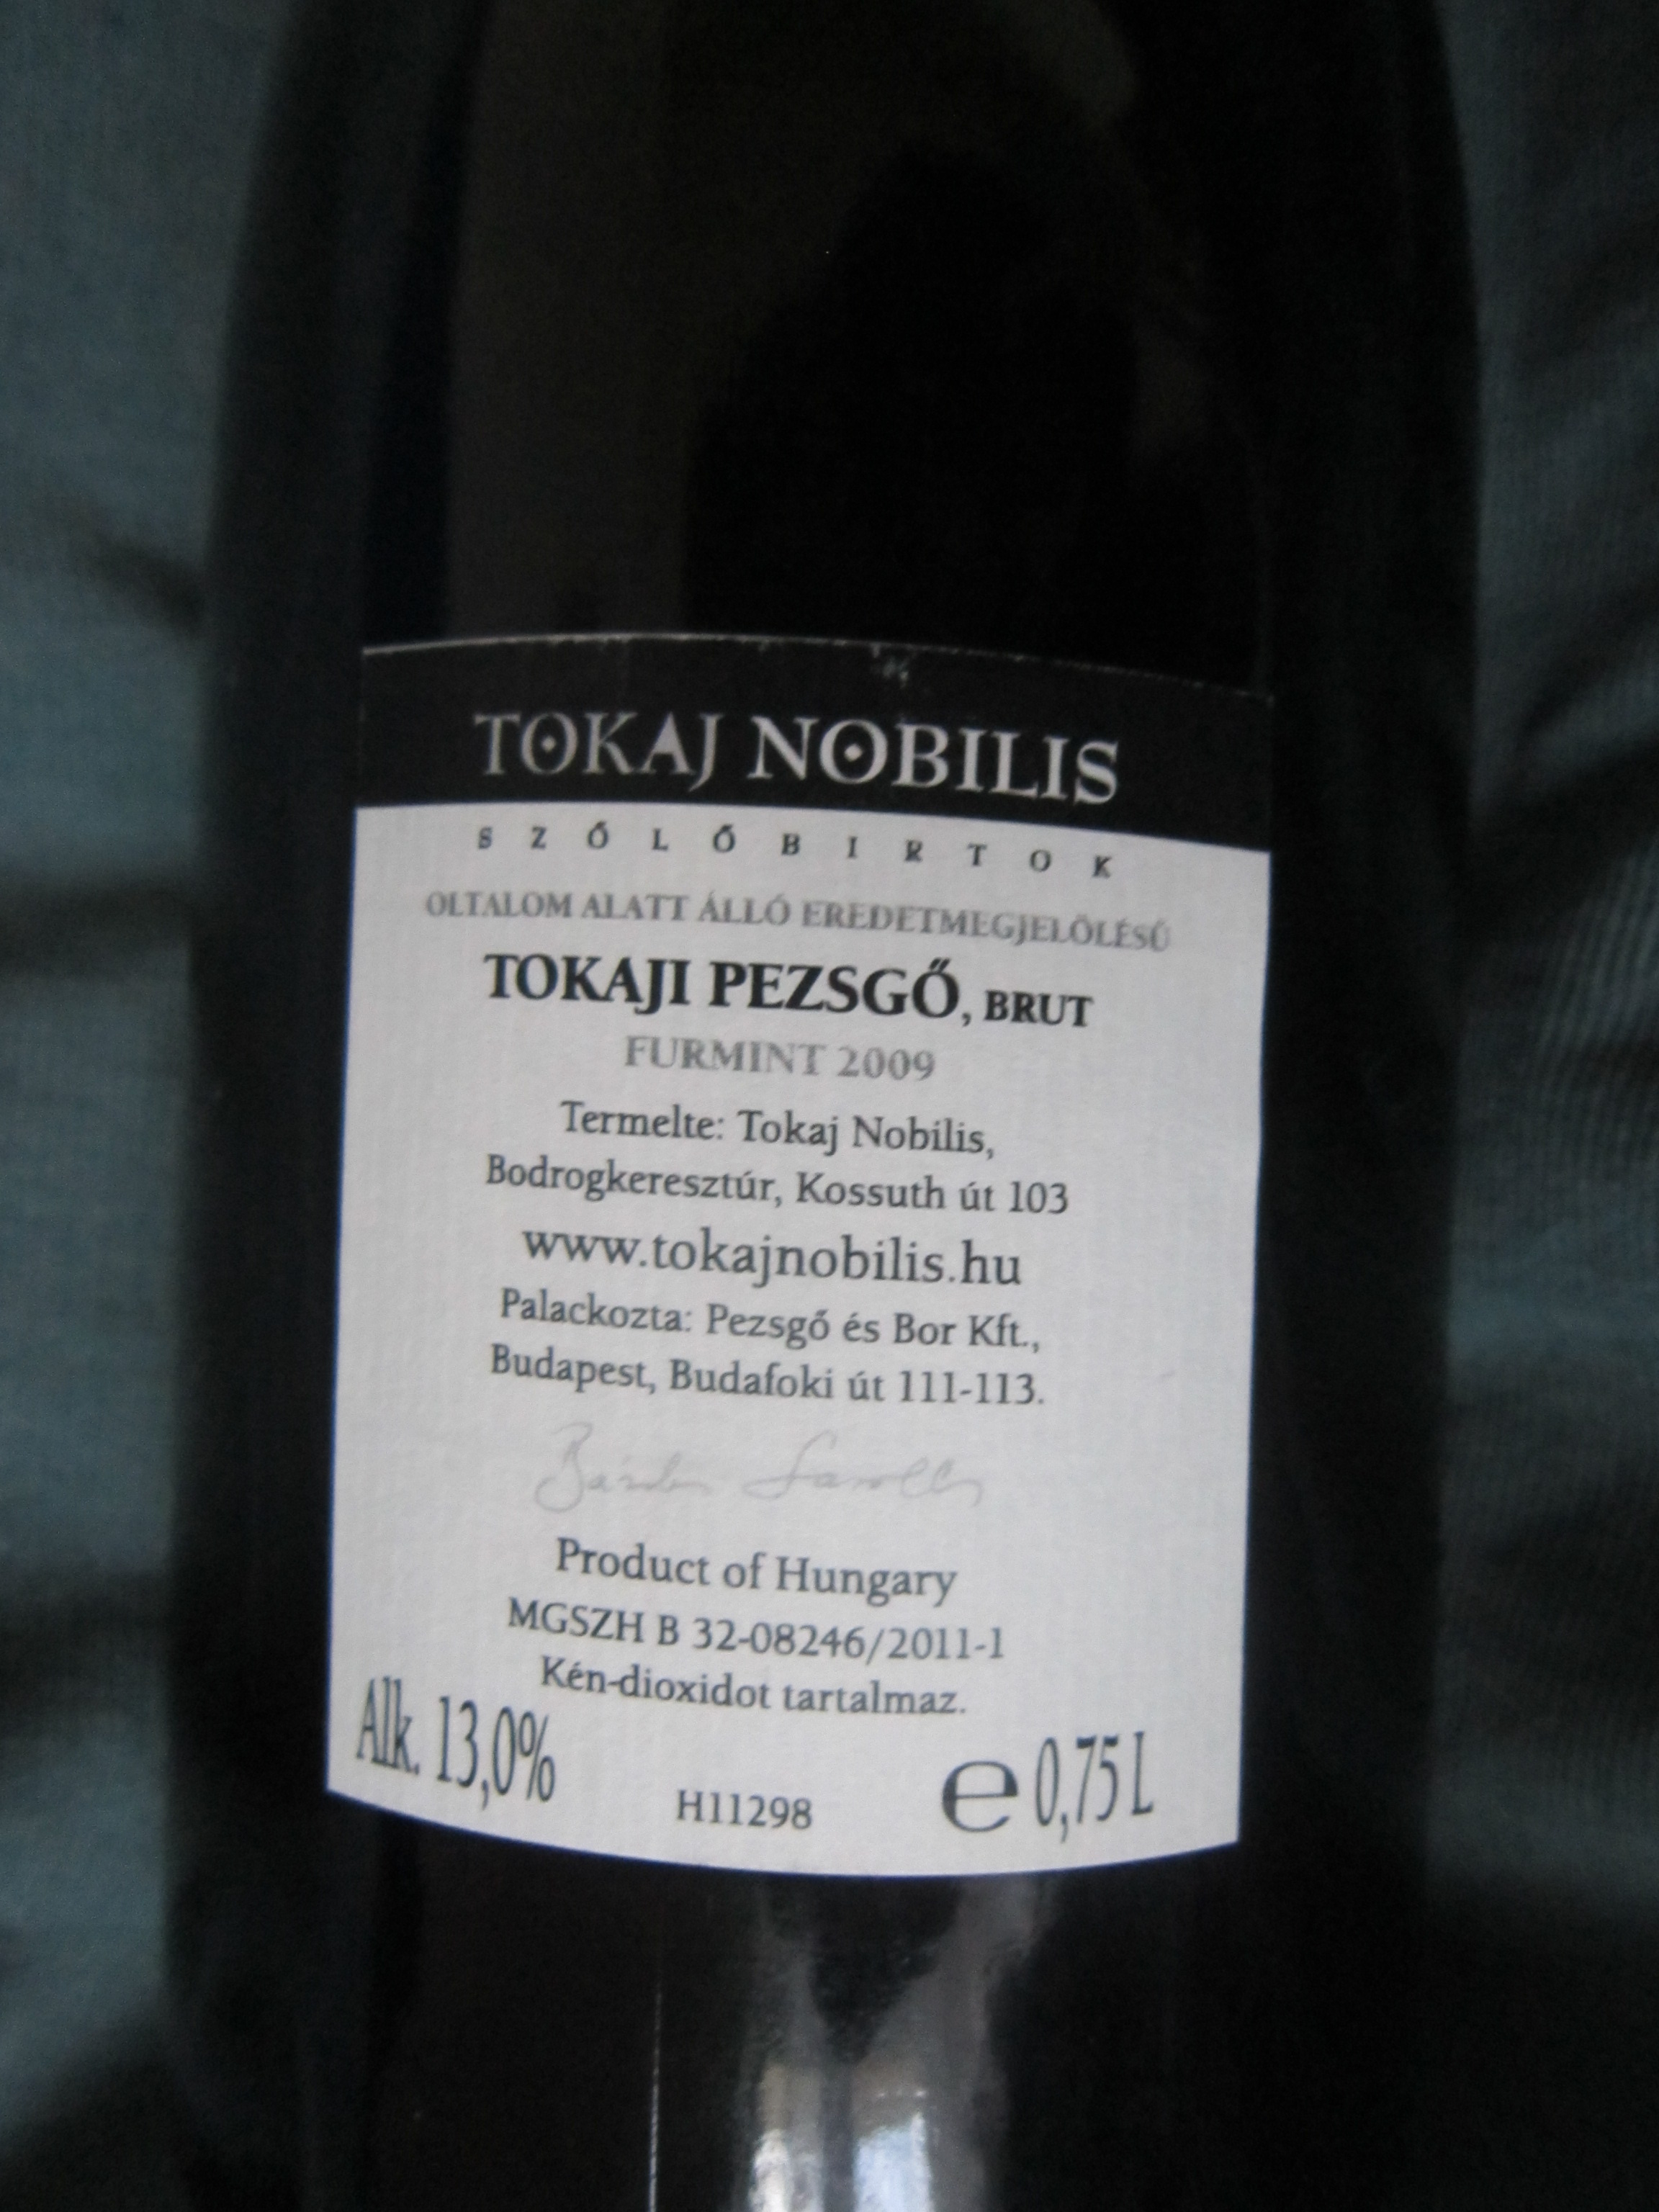 TOKAJ NOBILIS
SZŐLŐBIRTOK
OLTALOM ALATT ÁLLÓ EREDETMEGJELÖLÉSŰ
TOKAJI PEZSGŐ, BRUT
FURMINT 2009
Termelte: Tokaj Nobilis,
Bodrogkeresztúr, Kossuth út 103
www.tokajnobilis.hu
Palackozta: Pezsgő és Bor Kft.,
Budapest, Budafoki út 111-113.
Product of Hungary
MGSZH B 32-08246/2011-1
Kén-dioxidot tartalmaz.
Alk. 13,0%
H11298
e 0,75 L